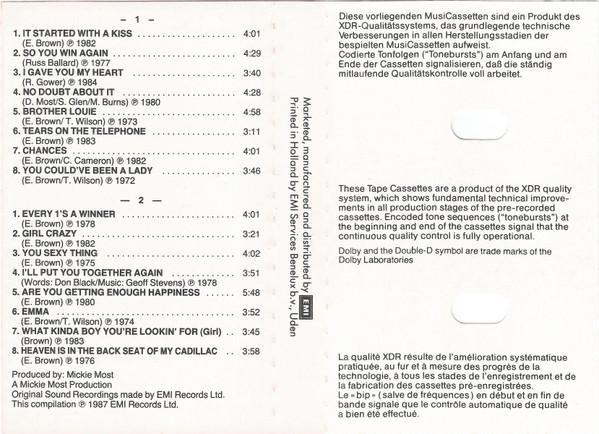 – 1 –
1. IT STARTED WITH A KISS . . . . . . . . . . . . . . . . . 4:01
(E. Brown) ℗ 1982
2. SO YOU WIN AGAIN . . . . . . . . . . . . . . . . . . . . . . 4:29
(Russ Ballard) ℗ 1977
3. I GAVE YOU MY HEART . . . . . . . . . . . . . . . . . . 3:40
(R. Gower) ℗ 1984
4. NO DOUBT ABOUT IT . . . . . . . . . . . . . . . . . . . . 4:28
(D. Most/S. Glen/M. Burns) ℗ 1980
5. BROTHER LOUIE . . . . . . . . . . . . . . . . . . . . . . . . 4:58
(E. Brown/T. Wilson) ℗ 1973
6. TEARS ON THE TELEPHONE . . . . . . . . . . . . . 3:11
(E. Brown) ℗ 1983
7. CHANCES . . . . . . . . . . . . . . . . . . . . . . . . . . . . . . 4:01
(E. Brown/C. Cameron) ℗ 1982
8. YOU COULD'VE BEEN A LADY . . . . . . . . . . . . 3:46
(E. Brown/T. Wilson) ℗ 1972
– 2 –
1. EVERY 1'S A WINNER . . . . . . . . . . . . . . . . . . . 4:01
(E. Brown) ℗ 1978
2. GIRL CRAZY . . . . . . . . . . . . . . . . . . . . . . . . . . . 3:21
(E. Brown) ℗ 1982
3. YOU SEXY THING . . . . . . . . . . . . . . . . . . . . . . . 4:02
(E. Brown) ℗ 1975
4. I'LL PUT YOU TOGETHER AGAIN . . . . . . . . . . 3:51
(Words: Don Black/Music: Geoff Stevens) ℗ 1978
5. ARE YOU GETTING ENOUGH HAPPINESS . . . . . 5:48
(E. Brown) ℗ 1980
6. EMMA . . . . . . . . . . . . . . . . . . . . . . . . . . . . . . . . . 3:52
(E. Brown/T. Wilson) ℗ 1974
7. WHAT KINDA BOY YOU'RE LOOKIN' FOR (Girl) . . 3:45
(Brown) ℗ 1983
8. HEAVEN IS IN THE BACK SEAT OF MY CADILLAC . . 3:58
(E. Brown) ℗ 1976
Produced by: Mickie Most
A Mickie Most Production
Original Sound Recordings made by EMI Records Ltd.
This compilation ℗ 1987 EMI Records Ltd.
Marketed, manufactured and distributed by EMI
Printed in Holland by EMI Services Benelux b.v., Uden
Diese vorliegenden MusiCassetten sind ein Produkt des
XDR-Qualitätssystems, das grundlegende technische
Verbesserungen in allen Herstellungsstadien der
bespielten MusiCassetten aufweist.
Codierte Tonfolgen ("Tonebursts") am Anfang und am
Ende der Cassetten signalisieren, daß die ständig
mitlaufende Qualitätskontrolle voll arbeitet.
These Tape Cassettes are a product of the XDR quality
system, which shows fundamental technical improve-
ments in all production stages of the pre-recorded
cassettes. Encoded tone sequences ("tonebursts") at
the beginning and end of the cassettes signal that the
continuous quality control is fully operational.
Dolby and the Double-D symbol are trade marks of the
Dolby Laboratories
La qualité XDR résulte de l'amélioration systématique
pratiquée, au fur et à mesure des progrès de la
technologie, à tous les stades de l'enregistrement et de
la fabrication des cassettes pré-enregistrées.
Le «bip» (salve de fréquences) en début et en fin de
bande signale que le contrôle automatique de qualité
a bien été effectué.